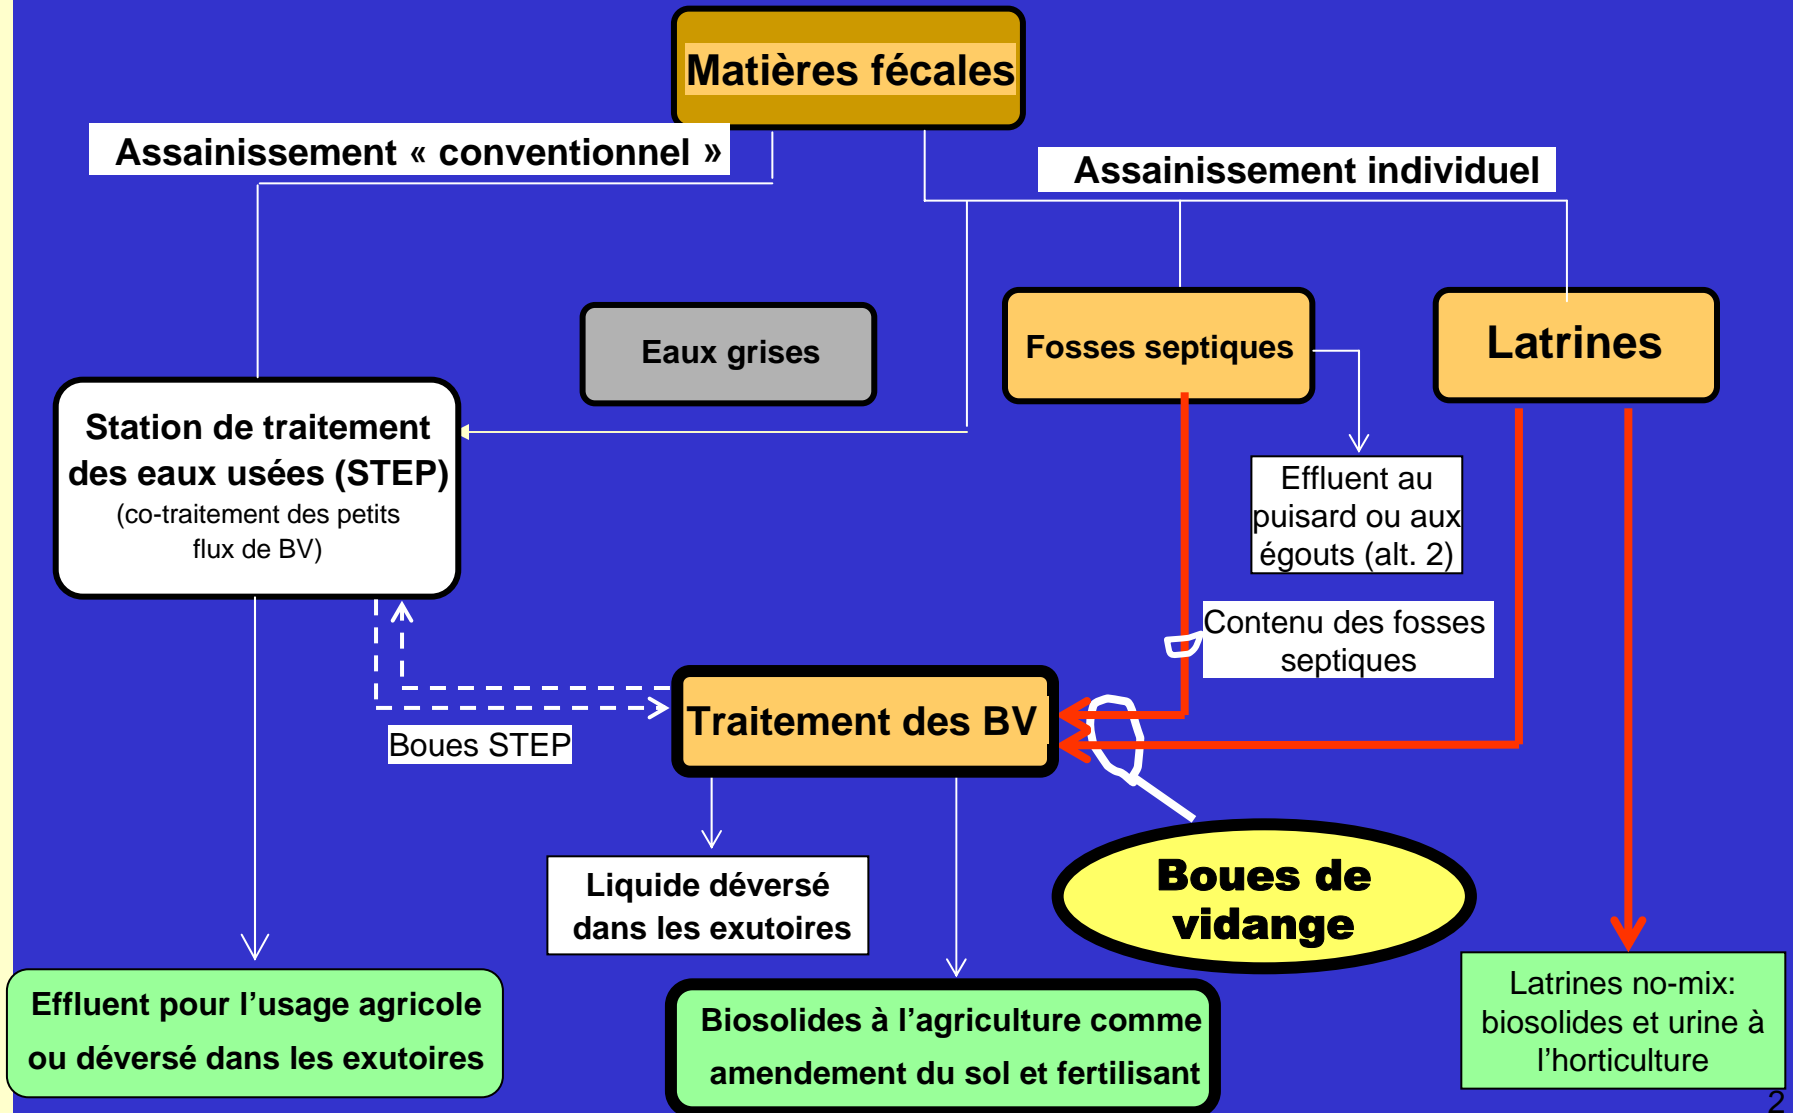 Matières fécales
Assainissement « conventionnel »
Assainissement individuel
Eaux grises
Fosses septiques
Latrines
Station de traitement
des eaux usées (STEP)
(co-traitement des petits
flux de BV)
Effluent au
puisard ou aux
égouts (alt. 2)
Contenu des fosses
septiques
Traitement des BV
Boues STEP
Liquide déversé
dans les exutoires
Boues de
vidange
Effluent pour l’usage agricole
ou déversé dans les exutoires
Biosolides à l’agriculture comme
amendement du sol et fertilisant
Latrines no-mix:
biosolides et urine à
l’horticulture
2